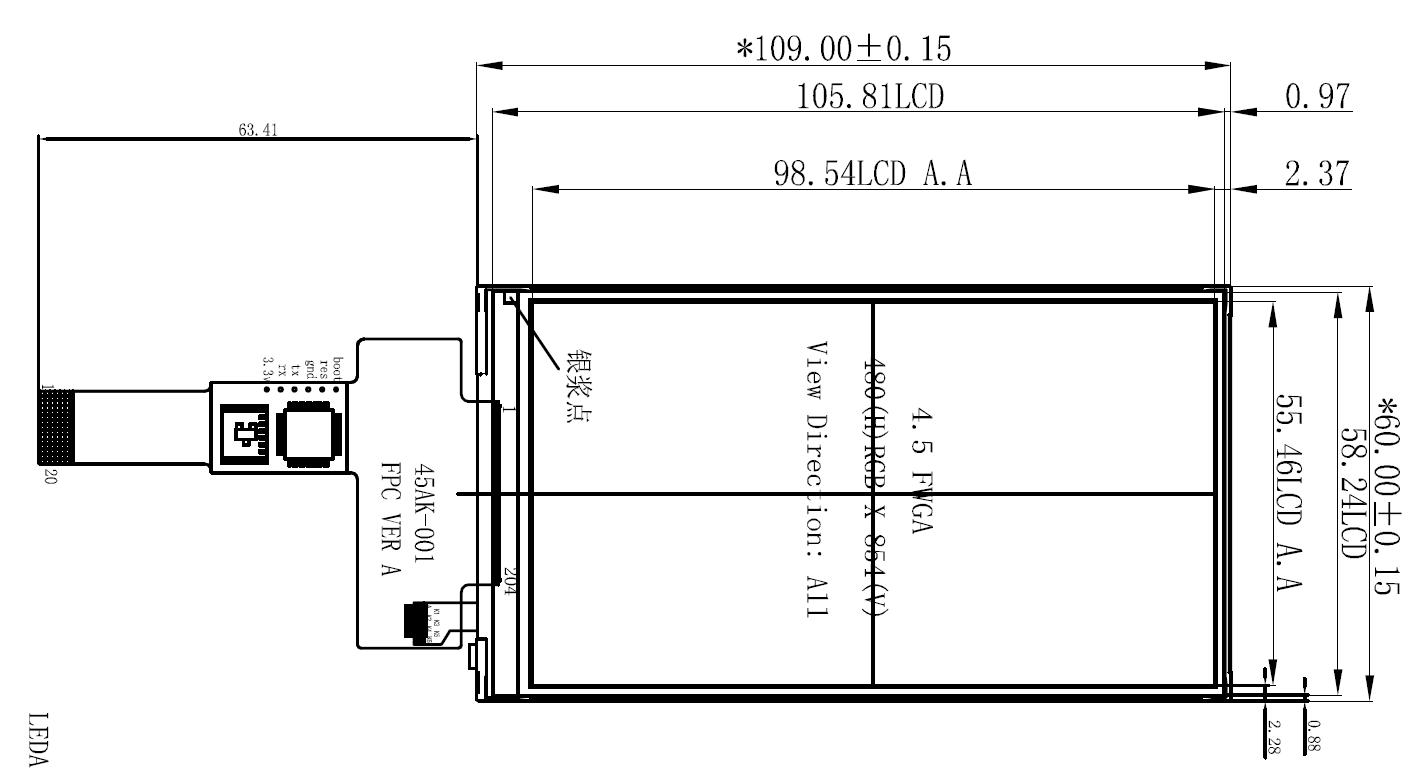 *109.00±0.15
105.81LCD
0.97
63.41
98.54LCD A.A
2.37
银浆点
4.5 FWGA
480(H)RGB X 854(V)
View Direction: All
*60.00±0.15
58.24LCD
55.46LCD A.A
boot
res
gnd
tx
rx
3.3v
1
20
1
204
45AK-001
FPC VER A
0.88
2.28
LEDA